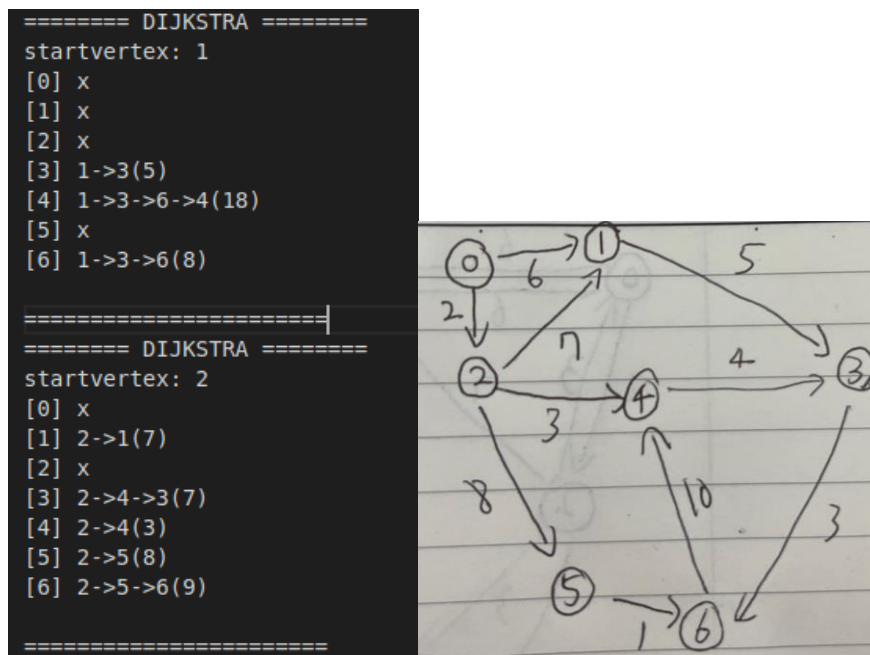 ======== DIJKSTRA ========
startvertex: 1
[0] x
[1] x
[2] x
[3] 1->3(5)
[4] 1->3->6->4(18)
[5] x
[6] 1->3->6(8)
=======================
======== DIJKSTRA ========
startvertex: 2
[0] x
[1] 2->1(7)
[2] x
[3] 2->4->3(7)
[4] 2->4(3)
[5] 2->5(8)
[6] 2->5->6(9)
=======================
0
6
1
5
2
7
2
3
4
4
3
8
10
3
5
1
6